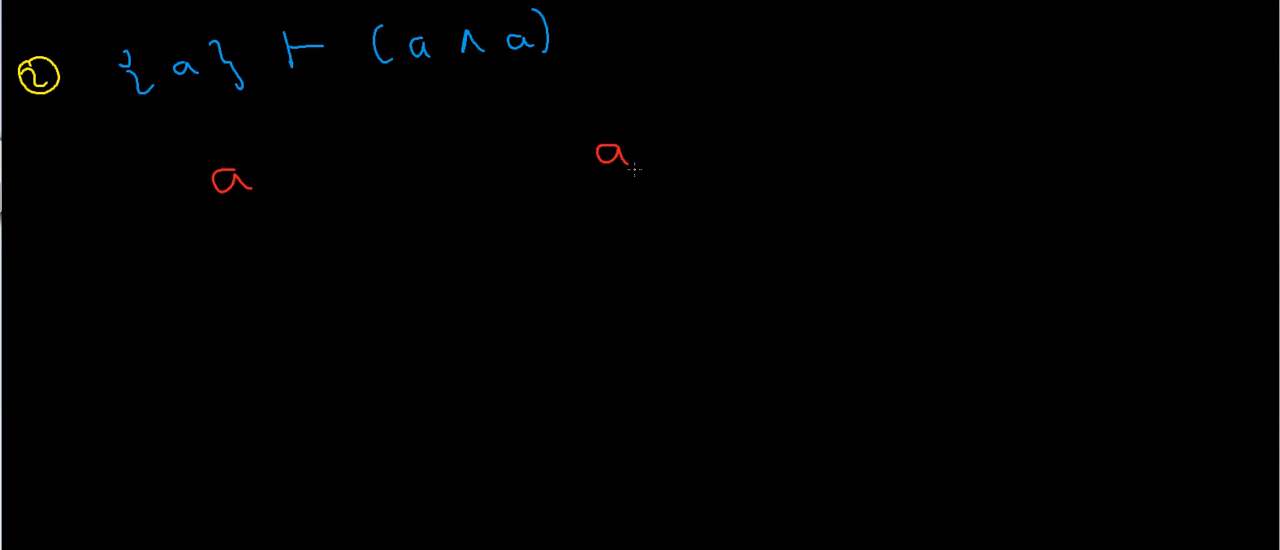 ② {a} ⊢ (a ∧ a)
a a